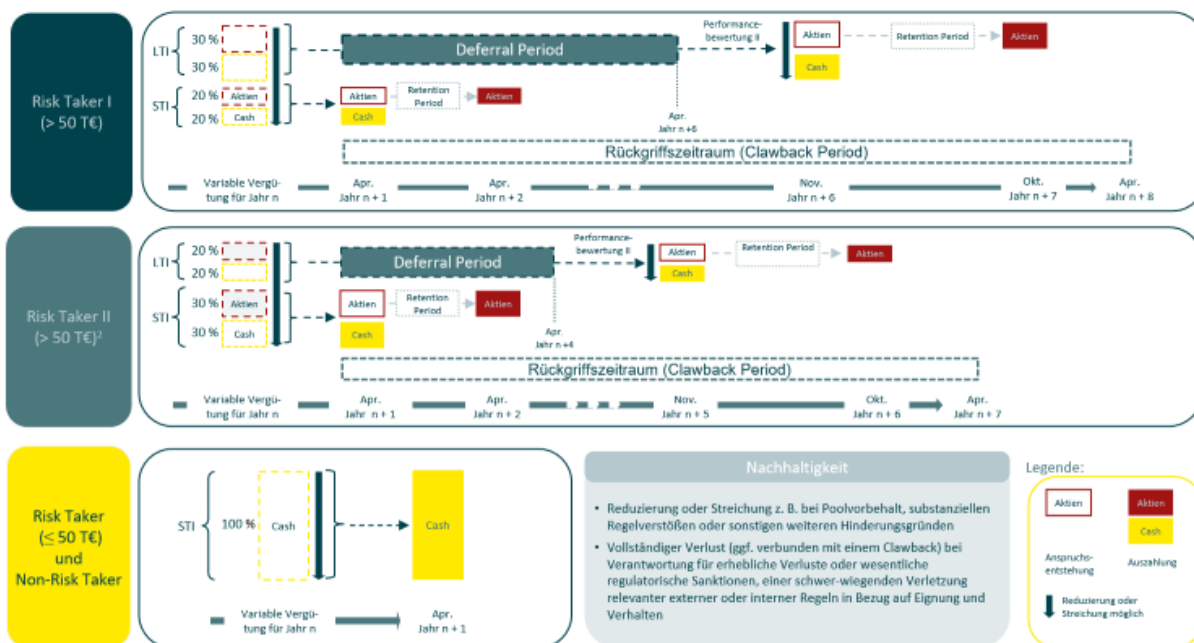 Risk Taker I
(> 50 T€)
LTI
30 %
30 %
STI
20 %
20 %
Aktien
Cash
Deferral Period
Performance-
bewertung II
Aktien
Cash
Retention Period
Aktien
Aktien
Cash
Retention
Period
Aktien
Apr.
Jahr n +6
Rückgriffszeitraum (Clawback Period)
Variable Vergü-
tung für Jahr n
Apr.
Jahr n + 1
Apr.
Jahr n + 2
Nov.
Jahr n + 6
Okt.
Jahr n + 7
Apr.
Jahr n + 8
Risk Taker II
(> 50 T€)²
LTI
20 %
20 %
STI
30 %
30 %
Aktien
Cash
Deferral Period
Performance-
bewertung II
Aktien
Cash
Retention Period
Aktien
Aktien
Cash
Retention
Period
Aktien
Apr.
Jahr n +4
Rückgriffszeitraum (Clawback Period)
Variable Vergü-
tung für Jahr n
Apr.
Jahr n + 1
Apr.
Jahr n + 2
Nov.
Jahr n + 5
Okt.
Jahr n + 6
Apr.
Jahr n + 7
Risk Taker
(≤ 50 T€)
und
Non-Risk Taker
STI
100 %
Cash
Cash
Variable Vergü-
tung für Jahr n
Apr,
Jahr n + 1
Nachhaltigkeit
• Reduzierung oder Streichung z. B. bei Poolvorbehalt, substanziellen
Regelverstößen oder sonstigen weiteren Hinderungsgründen
• Vollständiger Verlust (ggf. verbunden mit einem Clawback) bei
Verantwortung für erhebliche Verluste oder wesentliche
regulatorische Sanktionen, einer schwer-wiegenden Verletzung
relevanter externer oder interner Regeln in Bezug auf Eignung und
Verhalten
Legende:
Aktien
Aktien
Cash
Anspruchs-
entstehung
Auszahlung
Reduzierung oder
Streichung möglich